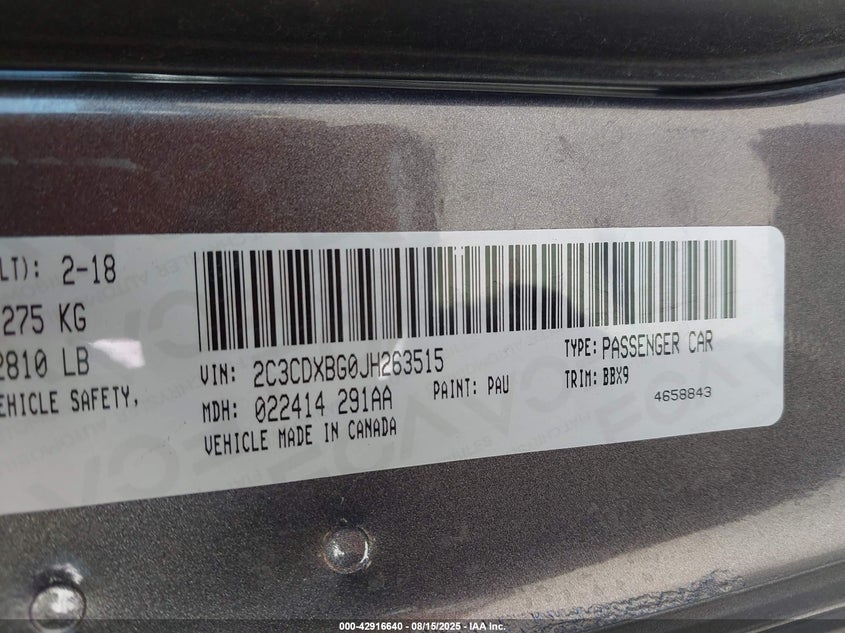 LT): 2-18
275 KG
2810 LB
EHICLE SAFETY,
VIN: 2C3CDXBG0JH263515
MDH: 022414 291AA
PAINT: PAU
VEHICLE MADE IN CANADA
TYPE: PASSENGER CAR
TRIM: BBX9
4658843
000-42916640 - 08/15/2025 - IAA Inc.